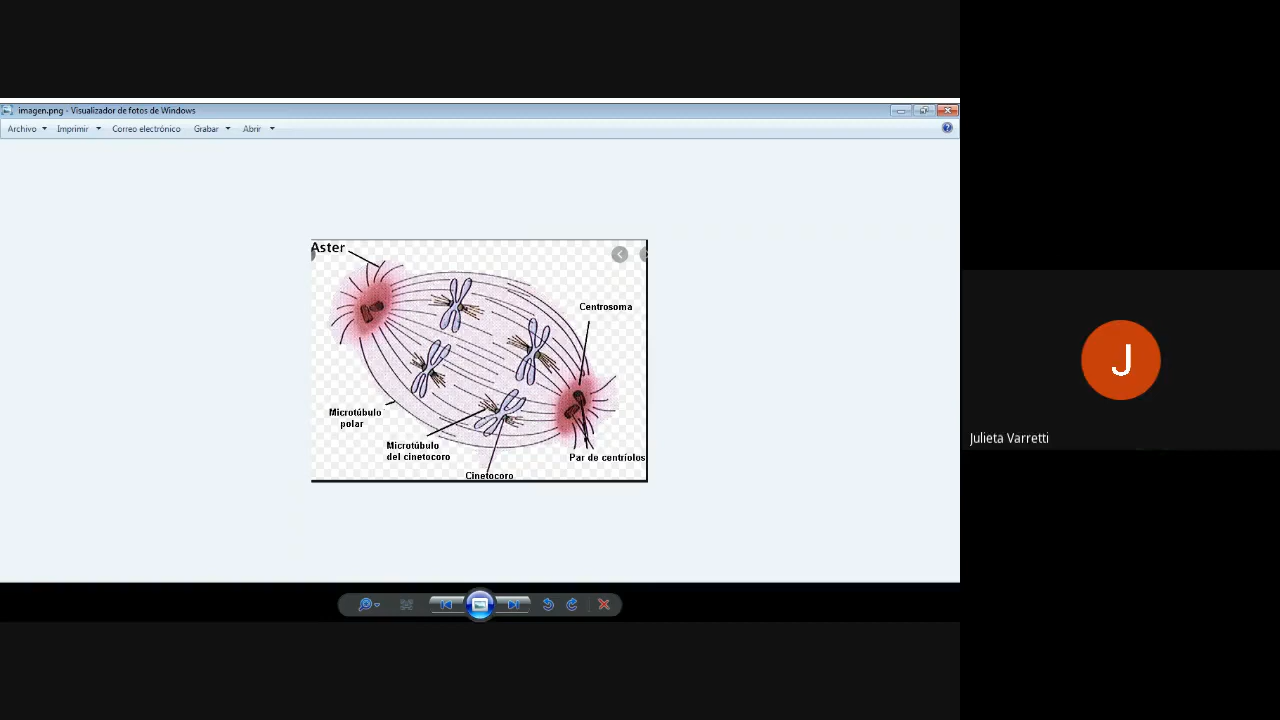 imagen.png - Visualizador de fotos de Windows
Archivo Imprimir Correo electrónico Grabar Abrir
Aster
Centrosoma
Microtúbulo
polar
Microtúbulo
del cinetocoro
Par de centríolos
Cinetocoro
J
Julieta Varretti